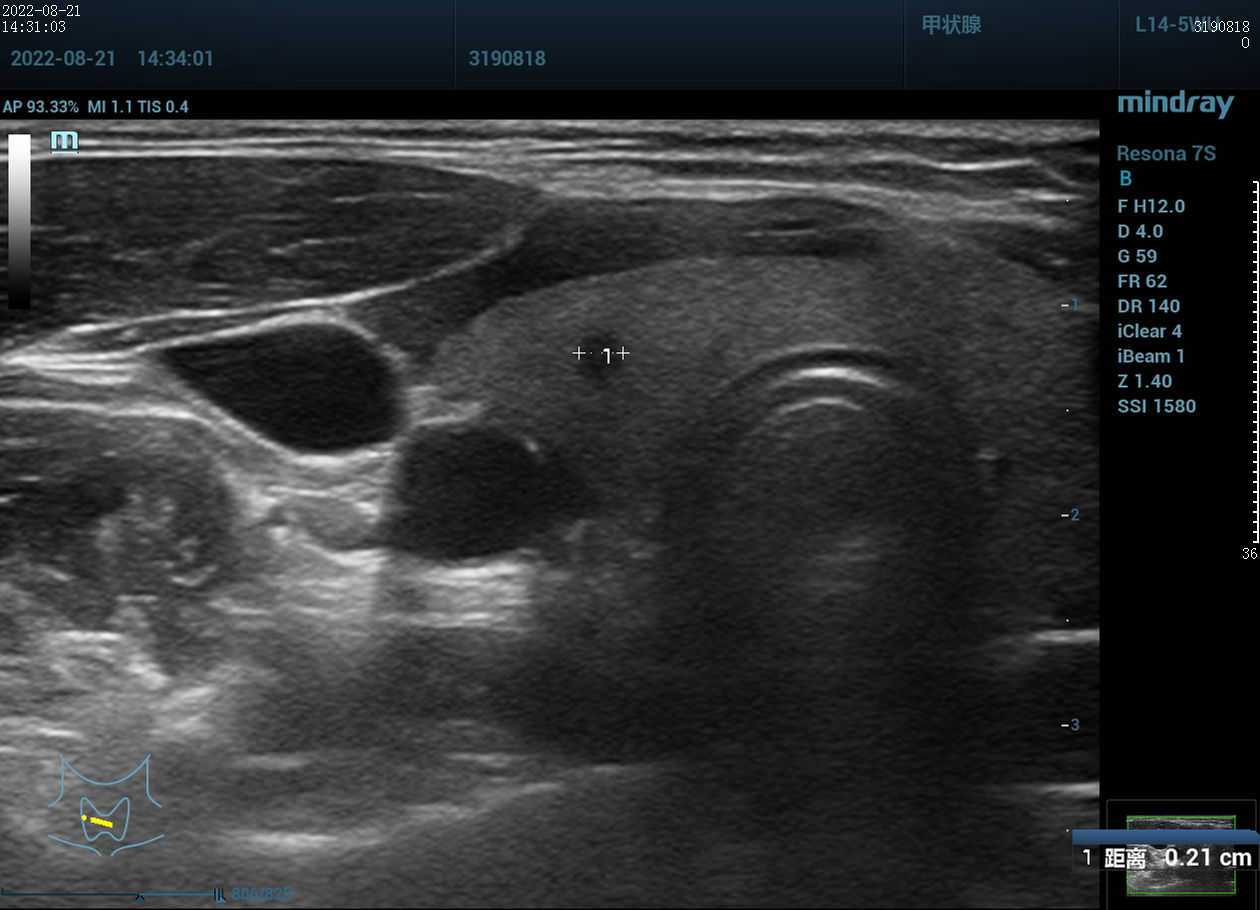 2022-08-21
14:31:03
甲状腺
3190818
0
2022-08-21 14:34:01
3190818
AP 93.33% MI 1.1 TIS 0.4
mindray
m
Resona 7S
B
F H12.0
D 4.0
G 59
FR 62
DR 140
iClear 4
iBeam 1
Z 1.40
SSI 1580
1
1
2
36
3
1 距离 0.21 cm
806/825